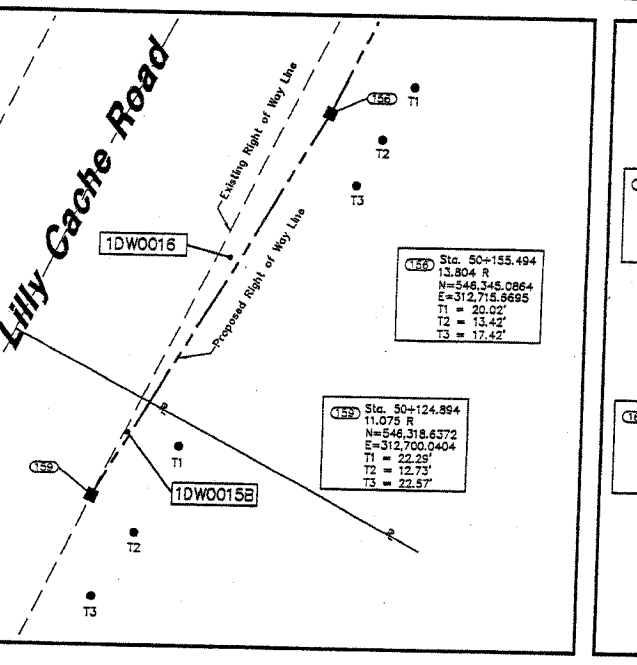 Lilly Cache Road
Existing Right of Way Line
156
T1
T2
T3
1DW0016
Proposed Right of Way Line
156 Sta. 50+155.494
13.804 R
N=546,345.0864
E=312,715.8695
T1 = 20.02'
T2 = 13.42'
T3 = 17.42'
159 Sta. 50+124.894
11.075 R
N=546,318.6372
E=312,700.0404
T1 = 22.29'
T2 = 12.73'
T3 = 22.57'
159
T1
1DW0015B
T2
T3